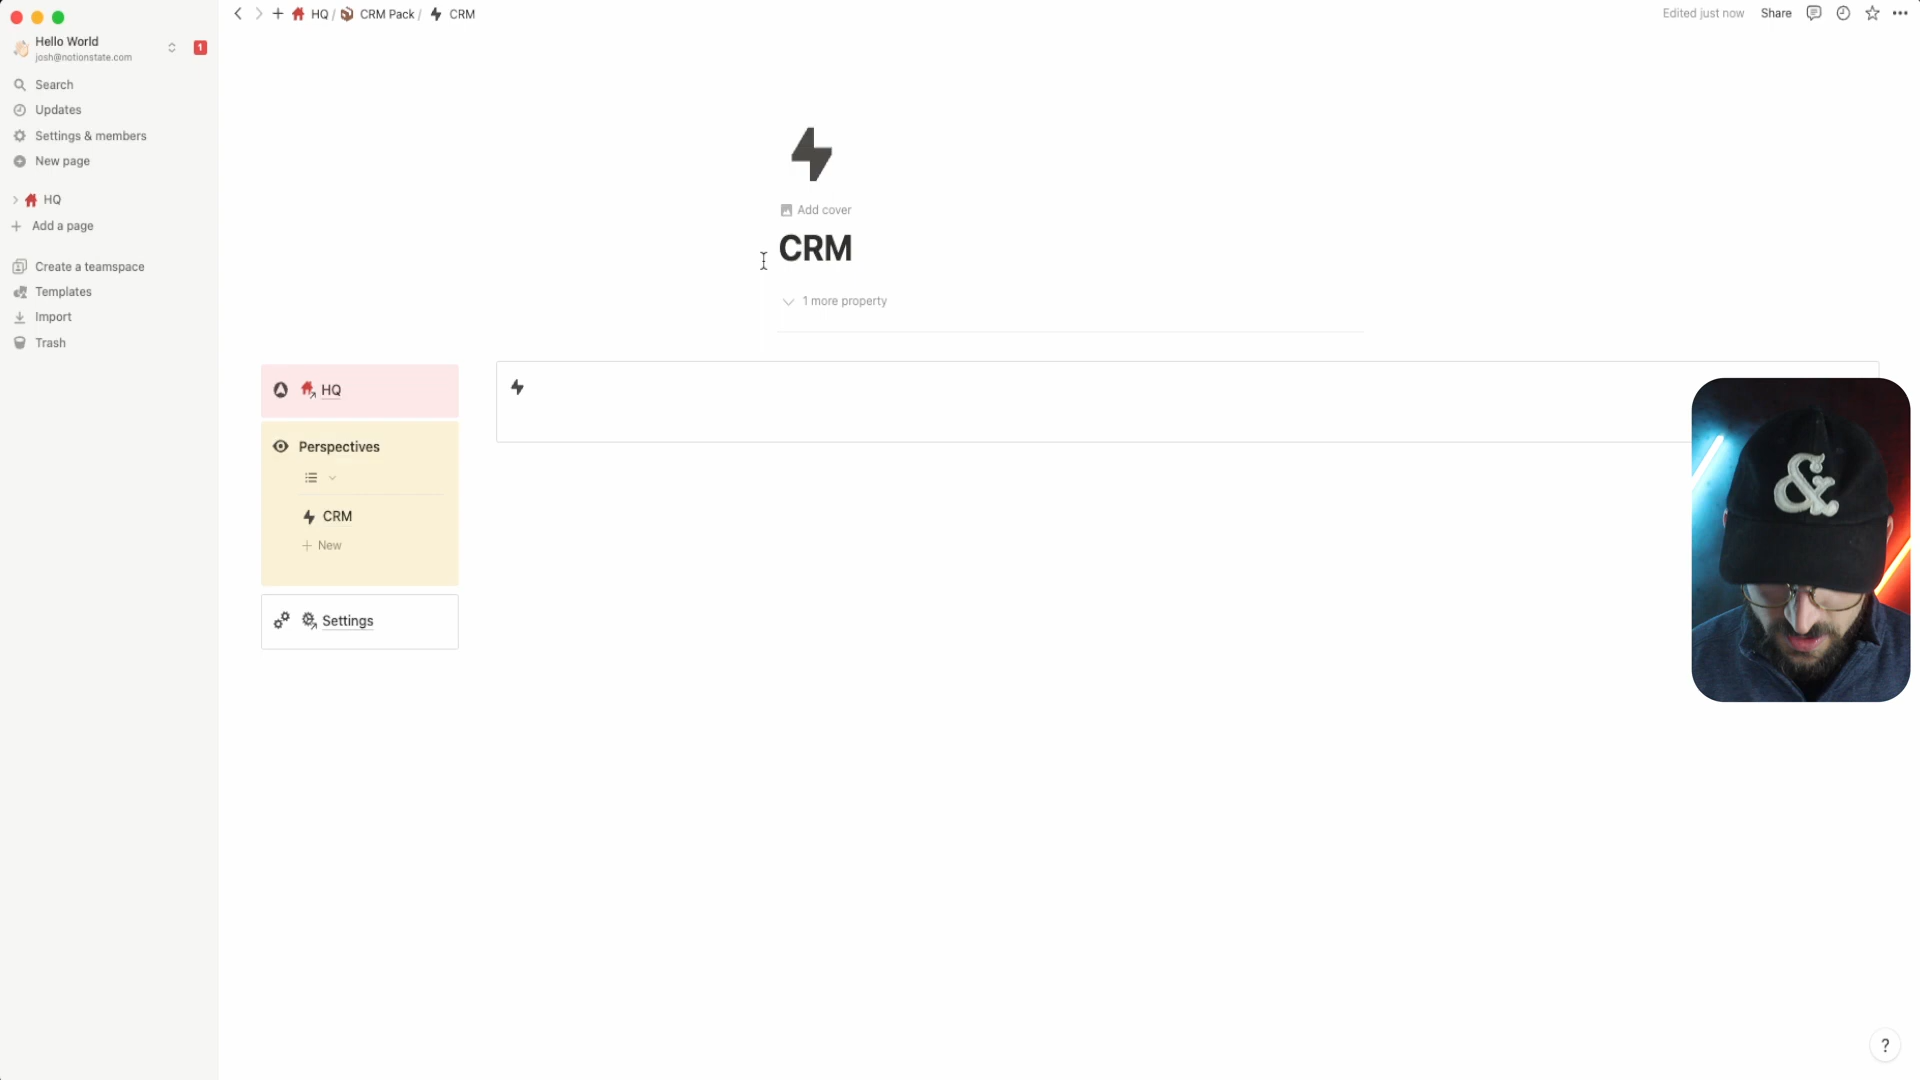 HQ / CRM Pack / CRM
Edited just now Share
Hello World
josh@notionstate.com
1
Search
Updates
Settings & members
New page
HQ
Add a page
Create a teamspace
Templates
Import
Trash
Add cover
CRM
1 more property
HQ
Perspectives
CRM
New
Settings
&
?